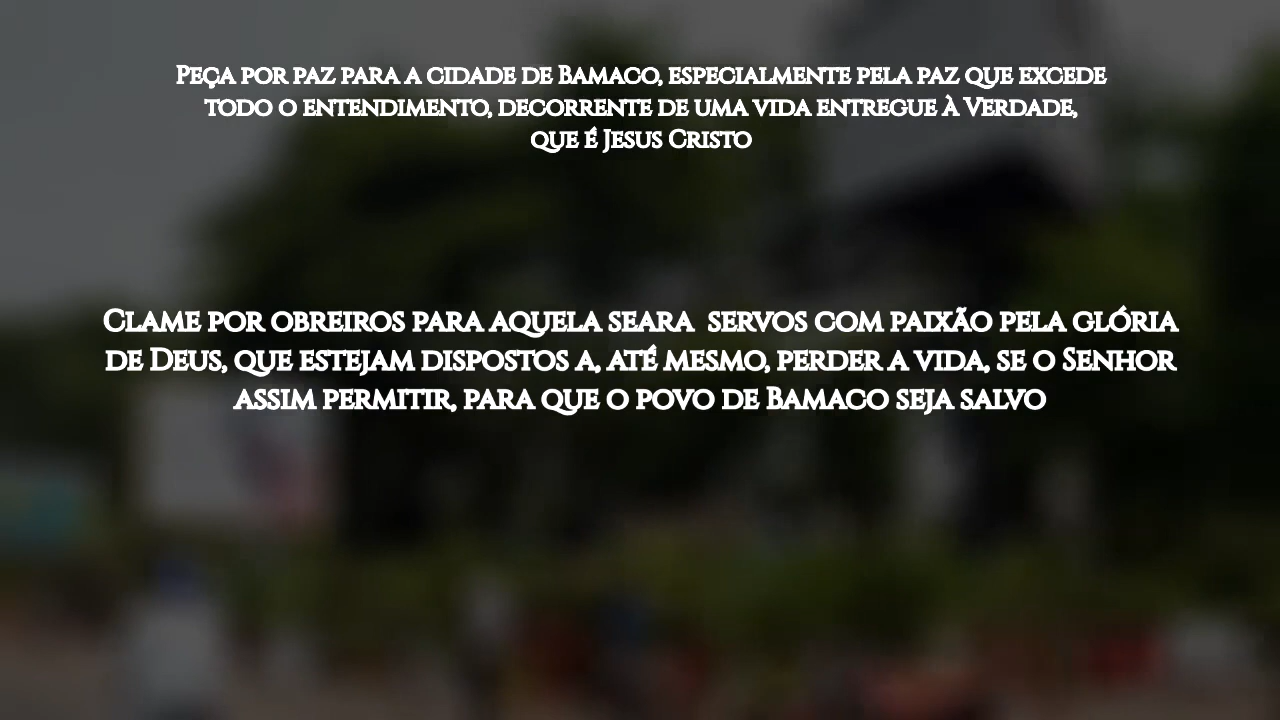 Peça por paz para a cidade de Bamaco, especialmente pela paz que excede
todo o entendimento, decorrente de uma vida entregue à Verdade,
que é Jesus Cristo
Clame por obreiros para aquela seara servos com paixão pela glória
de Deus, que estejam dispostos a, até mesmo, perder a vida, se o Senhor
assim permitir, para que o povo de Bamaco seja salvo